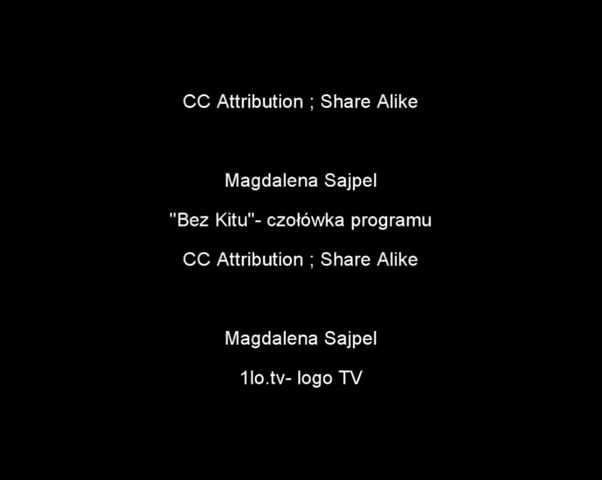 CC Attribution ; Share Alike
Magdalena Sajpel
"Bez Kitu"- czołówka programu
CC Attribution ; Share Alike
Magdalena Sajpel
1lo.tv- logo TV